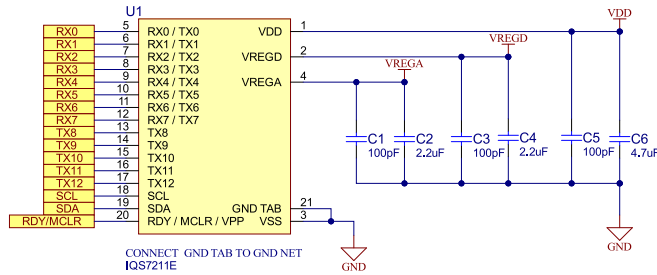 U1
VDD
RX0 5 RX0 / TX0 VDD 1
RX1 6 RX1 / TX1
RX2 7 RX2 / TX2 VREGD 2 VREGA VREGD
RX3 8 RX3 / TX3
RX4 9 RX4 / TX4 VREGA 4
RX5 10 RX5 / TX5
RX6 11 RX6 / TX6
RX7 12 RX7 / TX7
TX8 13 TX8
TX9 14 TX9
TX10 15 TX10
TX11 16 TX11
TX12 17 TX12
SCL 18 SCL
SDA 19 SDA GND TAB 21
RDY/MCLR 20 RDY / MCLR / VPP VSS 3
C1 C2 C3 C4 C5 C6
100pF 2.2uF 100pF 2.2uF 100pF 4.7uF
GND
GND
CONNECT GND TAB TO GND NET
IQS7211E